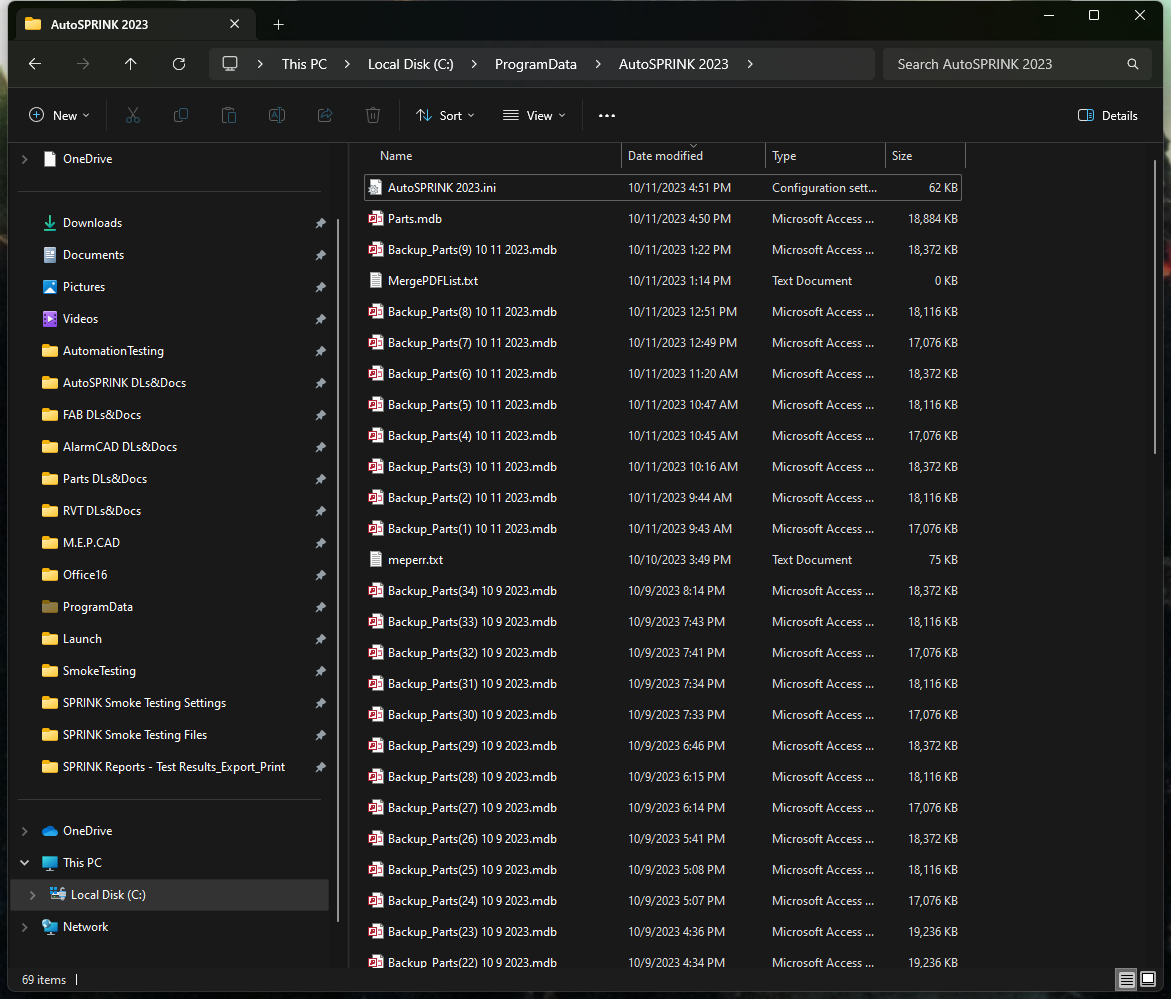 AutoSPRINK 2023
This PC > Local Disk (C:) > ProgramData > AutoSPRINK 2023 >
Search AutoSPRINK 2023
New
Sort
View
Details
OneDrive
Downloads
Documents
Pictures
Videos
AutomationTesting
AutoSPRINK DLs&Docs
FAB DLs&Docs
AlarmCAD DLs&Docs
Parts DLs&Docs
RVT DLs&Docs
M.E.P.CAD
Office16
ProgramData
Launch
SmokeTesting
SPRINK Smoke Testing Settings
SPRINK Smoke Testing Files
SPRINK Reports - Test Results_Export_Print
OneDrive
This PC
Local Disk (C:)
Network
Name Date modified Type Size
AutoSPRINK 2023.ini 10/11/2023 4:51 PM Configuration sett... 62 KB
Parts.mdb 10/11/2023 4:50 PM Microsoft Access ... 18,884 KB
Backup_Parts(9) 10 11 2023.mdb 10/11/2023 1:22 PM Microsoft Access ... 18,372 KB
MergePDFList.txt 10/11/2023 1:14 PM Text Document 0 KB
Backup_Parts(8) 10 11 2023.mdb 10/11/2023 12:51 PM Microsoft Access ... 18,116 KB
Backup_Parts(7) 10 11 2023.mdb 10/11/2023 12:49 PM Microsoft Access ... 17,076 KB
Backup_Parts(6) 10 11 2023.mdb 10/11/2023 11:20 AM Microsoft Access ... 18,372 KB
Backup_Parts(5) 10 11 2023.mdb 10/11/2023 10:47 AM Microsoft Access ... 18,116 KB
Backup_Parts(4) 10 11 2023.mdb 10/11/2023 10:45 AM Microsoft Access ... 17,076 KB
Backup_Parts(3) 10 11 2023.mdb 10/11/2023 10:16 AM Microsoft Access ... 18,372 KB
Backup_Parts(2) 10 11 2023.mdb 10/11/2023 9:44 AM Microsoft Access ... 18,116 KB
Backup_Parts(1) 10 11 2023.mdb 10/11/2023 9:43 AM Microsoft Access ... 17,076 KB
meperr.txt 10/10/2023 3:49 PM Text Document 75 KB
Backup_Parts(34) 10 9 2023.mdb 10/9/2023 8:14 PM Microsoft Access ... 18,372 KB
Backup_Parts(33) 10 9 2023.mdb 10/9/2023 7:43 PM Microsoft Access ... 18,116 KB
Backup_Parts(32) 10 9 2023.mdb 10/9/2023 7:41 PM Microsoft Access ... 17,076 KB
Backup_Parts(31) 10 9 2023.mdb 10/9/2023 7:34 PM Microsoft Access ... 18,116 KB
Backup_Parts(30) 10 9 2023.mdb 10/9/2023 7:33 PM Microsoft Access ... 17,076 KB
Backup_Parts(29) 10 9 2023.mdb 10/9/2023 6:46 PM Microsoft Access ... 18,372 KB
Backup_Parts(28) 10 9 2023.mdb 10/9/2023 6:15 PM Microsoft Access ... 18,116 KB
Backup_Parts(27) 10 9 2023.mdb 10/9/2023 6:14 PM Microsoft Access ... 17,076 KB
Backup_Parts(26) 10 9 2023.mdb 10/9/2023 5:41 PM Microsoft Access ... 18,372 KB
Backup_Parts(25) 10 9 2023.mdb 10/9/2023 5:08 PM Microsoft Access ... 18,116 KB
Backup_Parts(24) 10 9 2023.mdb 10/9/2023 5:07 PM Microsoft Access ... 17,076 KB
Backup_Parts(23) 10 9 2023.mdb 10/9/2023 4:36 PM Microsoft Access ... 19,236 KB
Backup_Parts(22) 10 9 2023.mdb 10/9/2023 4:34 PM Microsoft Access ... 19,236 KB
69 items